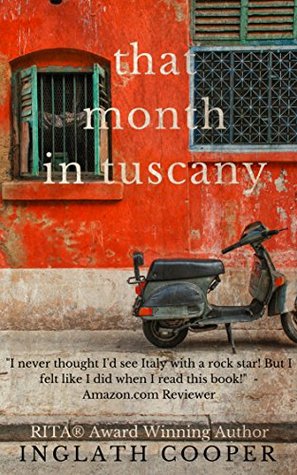 that
month
in tuscany
"I never thought I'd see Italy with a rock star! But I
felt like I did when I read this book!" -
Amazon.com Reviewer
RITA® Award Winning Author
INGLATH COOPER